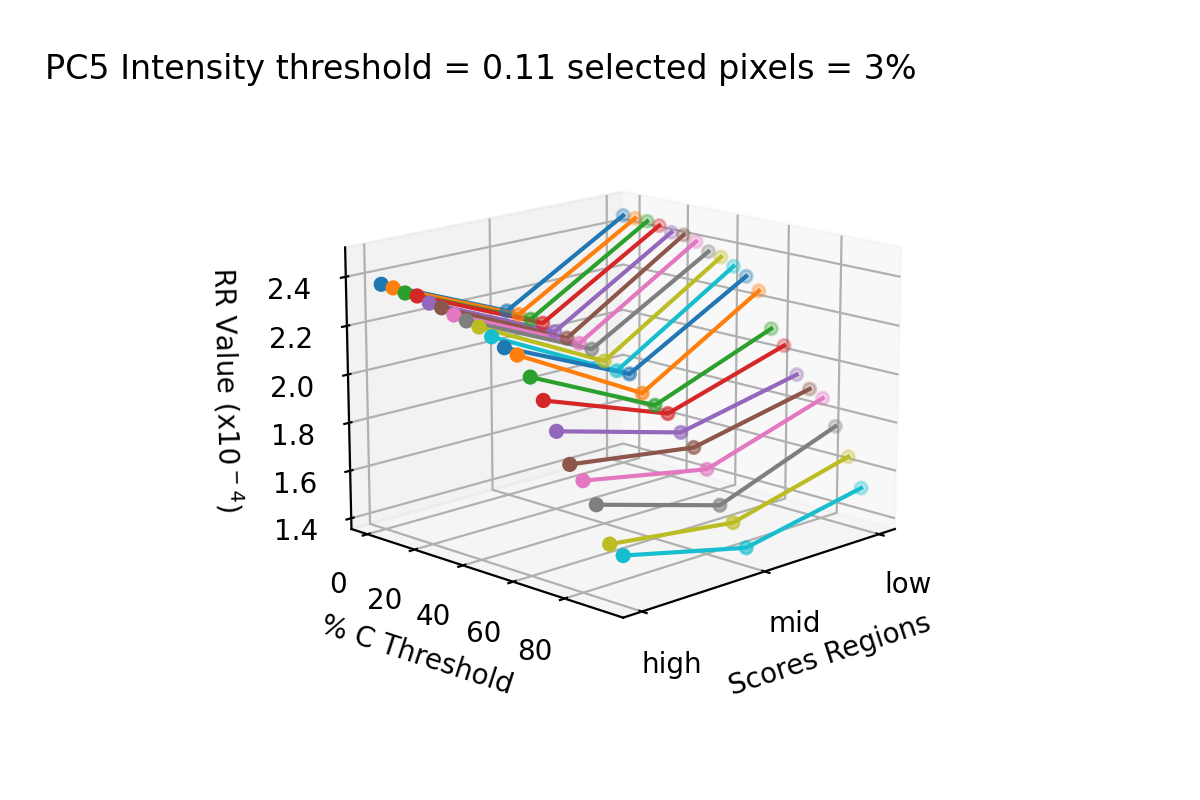 PC5 Intensity threshold = 0.11 selected pixels = 3%
RR Value (x10⁻⁴)
2.4
2.2
2.0
1.8
1.6
1.4
0
20
40
60
80
% C Threshold
high
mid
low
Scores Regions